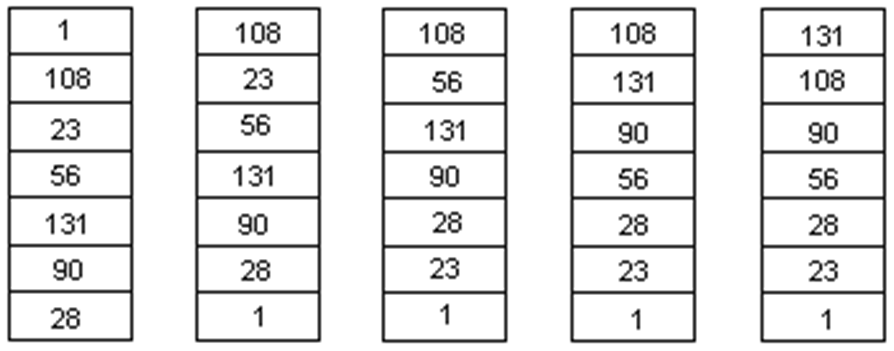 1 108 108 108 131
108 23 56 131 108
23 56 131 90 90
56 131 90 56 56
131 90 28 28 28
90 28 23 23 23
28 1 1 1 1